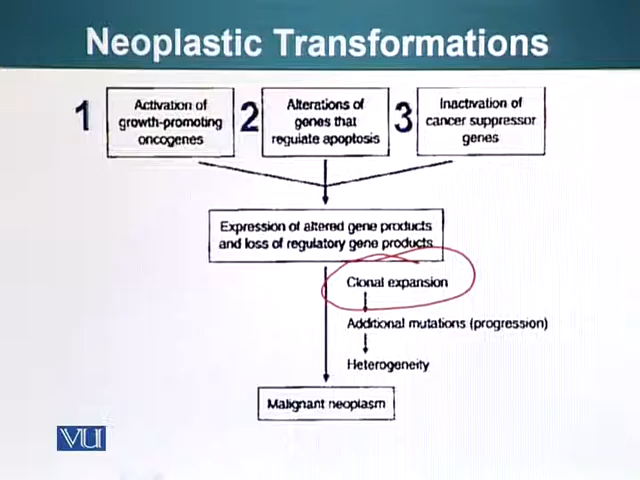 Neoplastic Transformations
1
Activation of
growth-promoting
oncogenes
2
Alterations of
genes that
regulate apoptosis
3
Inactivation of
cancer suppressor
genes
Expression of altered gene products
and loss of regulatory gene products
Clonal expansion
Additional mutations (progression)
Heterogeneity
Malignant neoplasm
VU